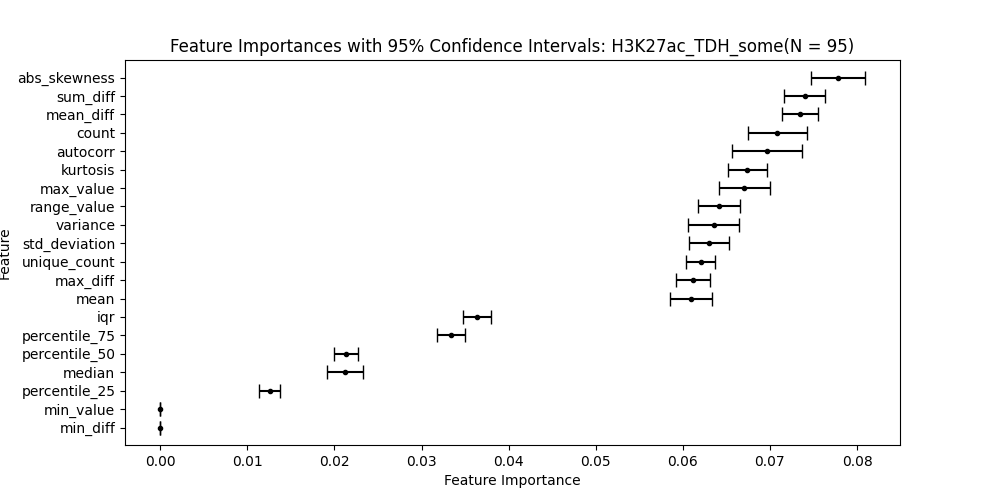 Feature Importances with 95% Confidence Intervals: H3K27ac_TDH_some(N = 95)
abs_skewness
sum_diff
mean_diff
count
autocorr
kurtosis
max_value
range_value
variance
std_deviation
unique_count
max_diff
mean
iqr
percentile_75
percentile_50
median
percentile_25
min_value
min_diff
Feature
0.00 0.01 0.02 0.03 0.04 0.05 0.06 0.07 0.08
Feature Importance